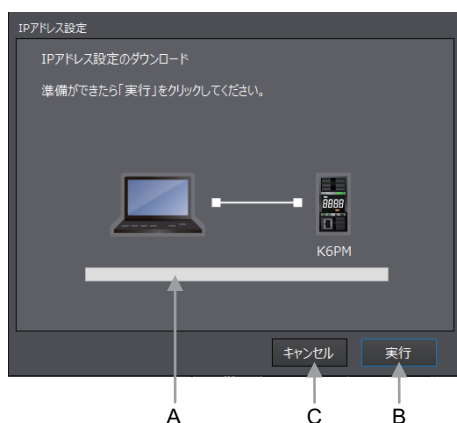 IPアドレス設定
IPアドレス設定のダウンロード
準備ができたら「実行」をクリックしてください。
8888
K6PM
キャンセル
実行
A
C
B